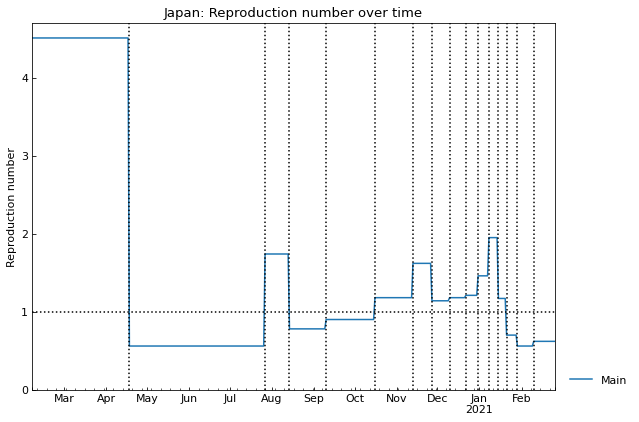 Japan: Reproduction number over time
Reproduction number
4
3
2
1
0
Mar Apr May Jun Jul Aug Sep Oct Nov Dec Jan Feb
2021
Main